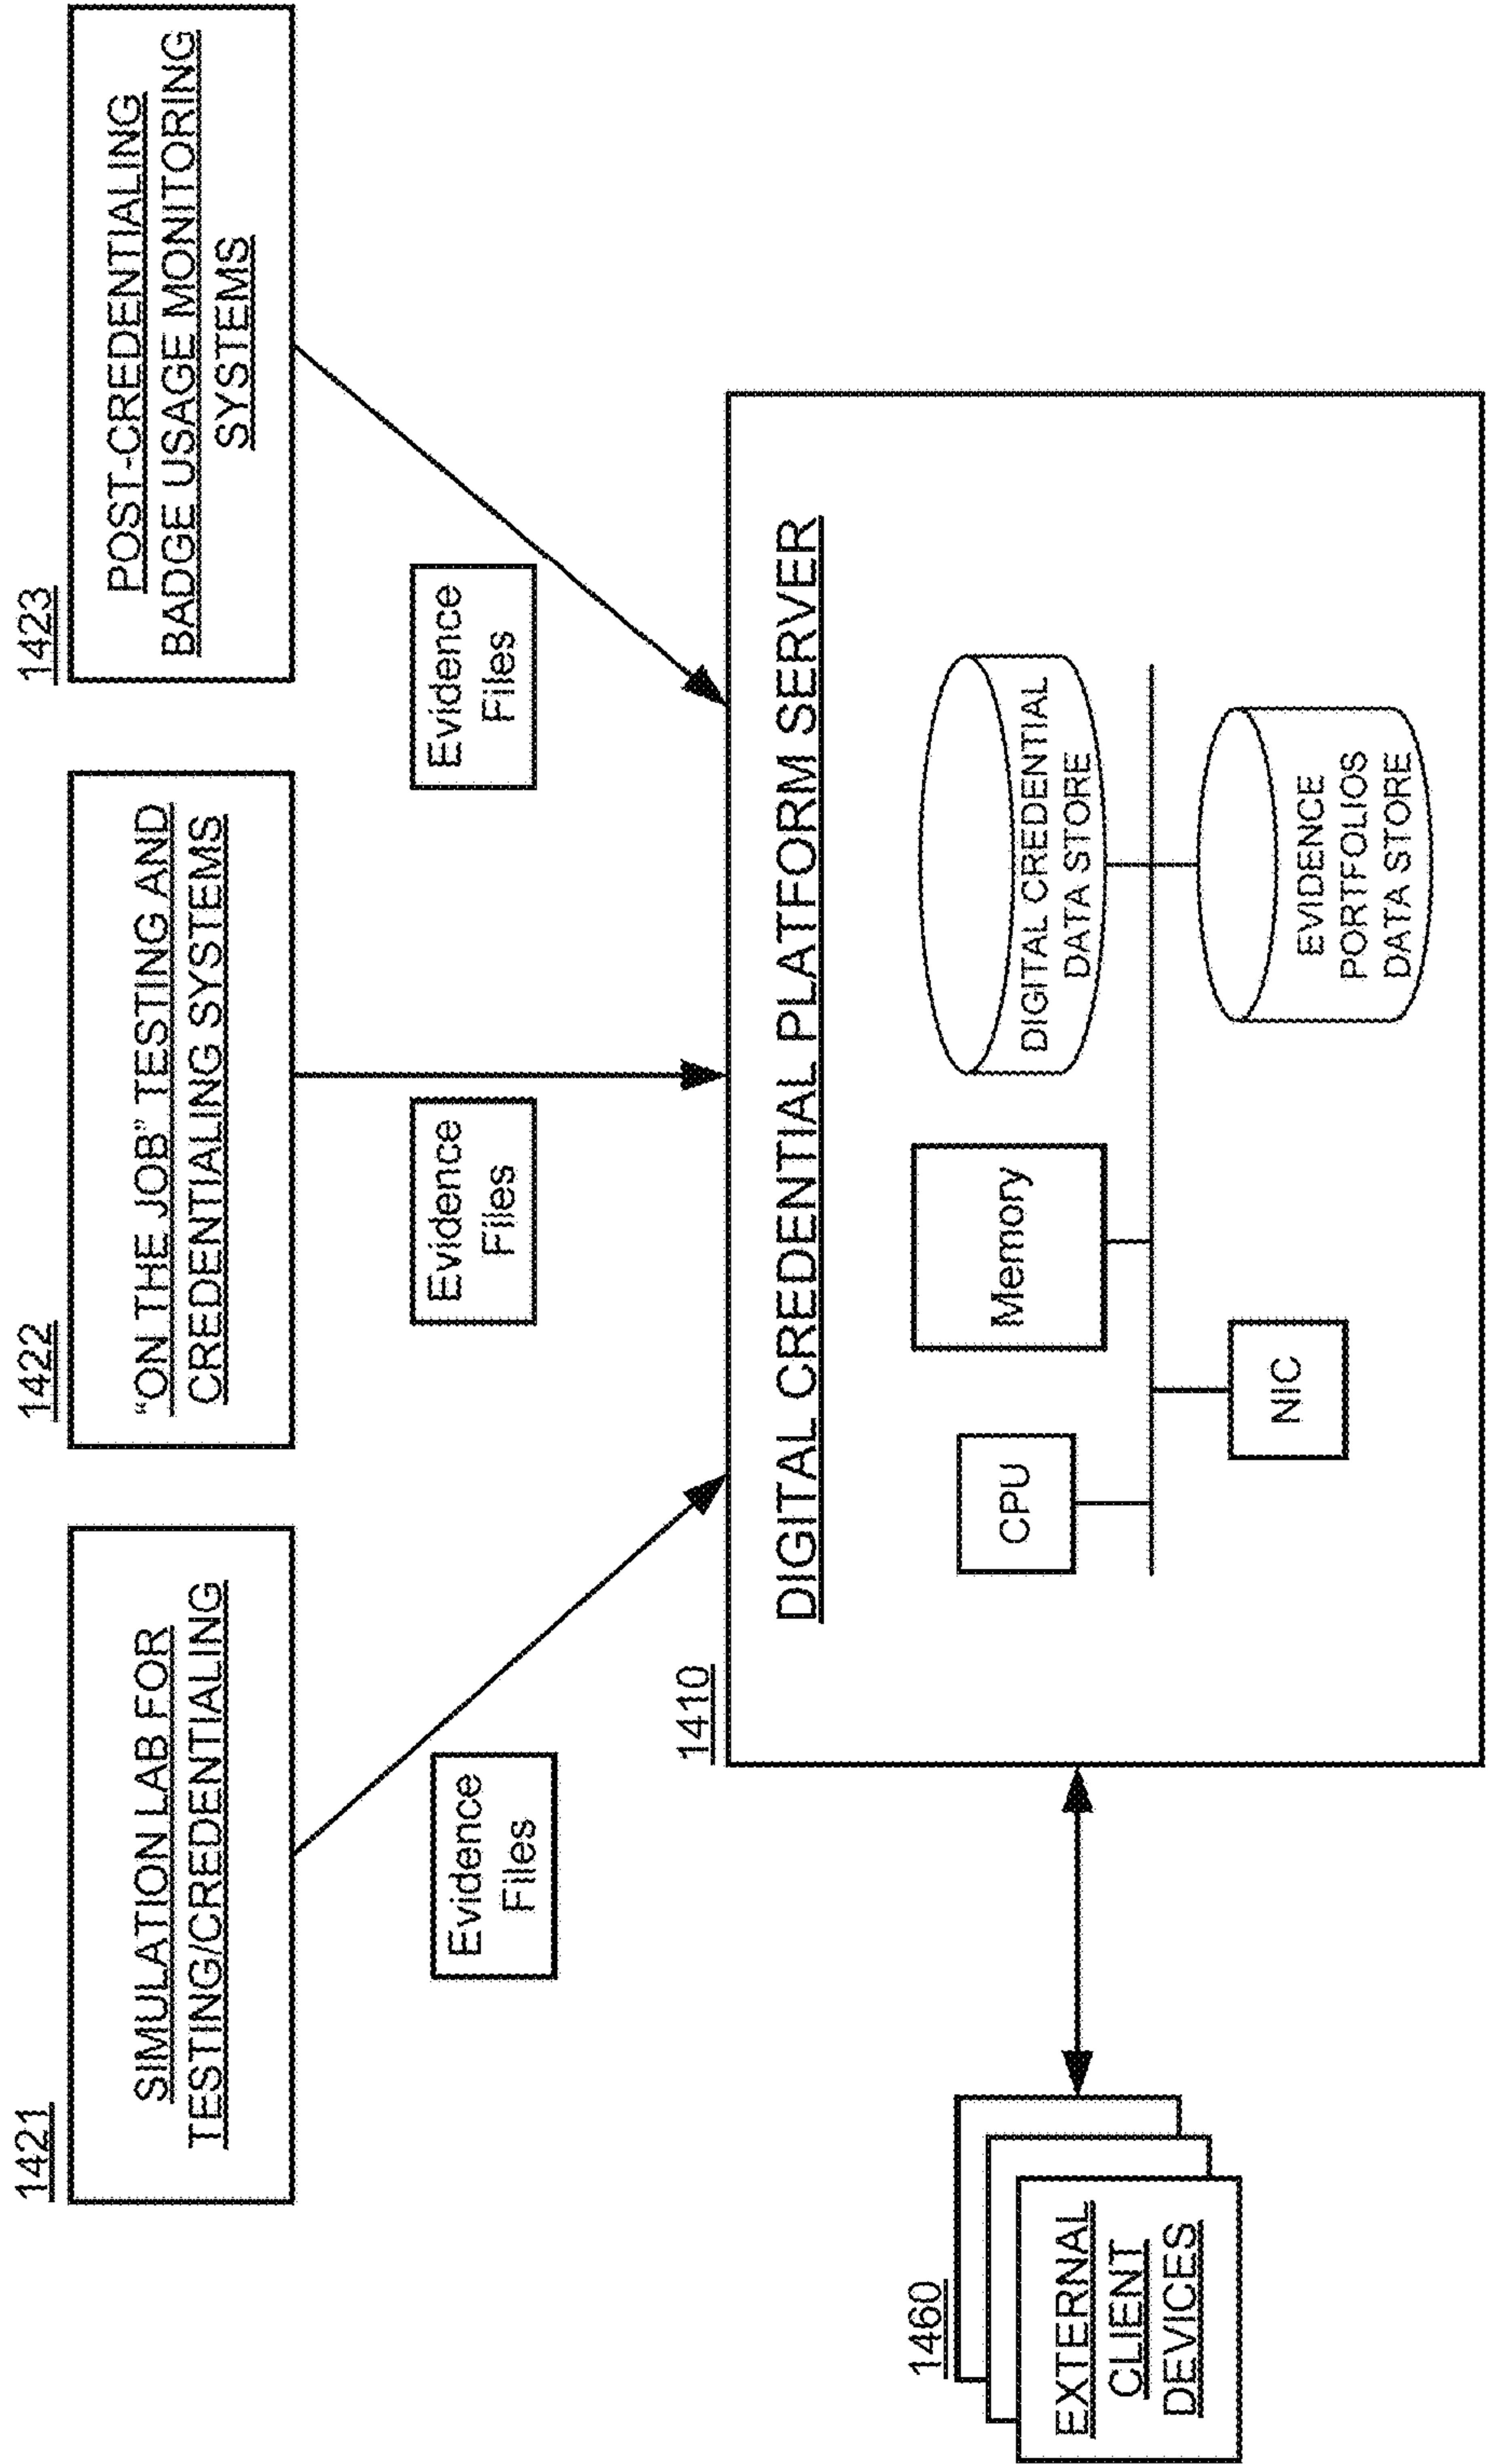 1421
SIMULATION LAB FOR
TESTING/CREDENTIALING
1422
“ON THE JOB” TESTING AND
CREDENTIALING SYSTEMS
1423
POST-CREDENTIALING
BADGE USAGE MONITORING
SYSTEMS
Evidence
Files
Evidence
Files
Evidence
Files
1410
DIGITAL CREDENTIAL PLATFORM SERVER
CPU
Memory
DIGITAL CREDENTIAL
DATA STORE
NIC
EVIDENCE
PORTFOLIOS
DATA STORE
1460
EXTERNAL
CLIENT
DEVICES